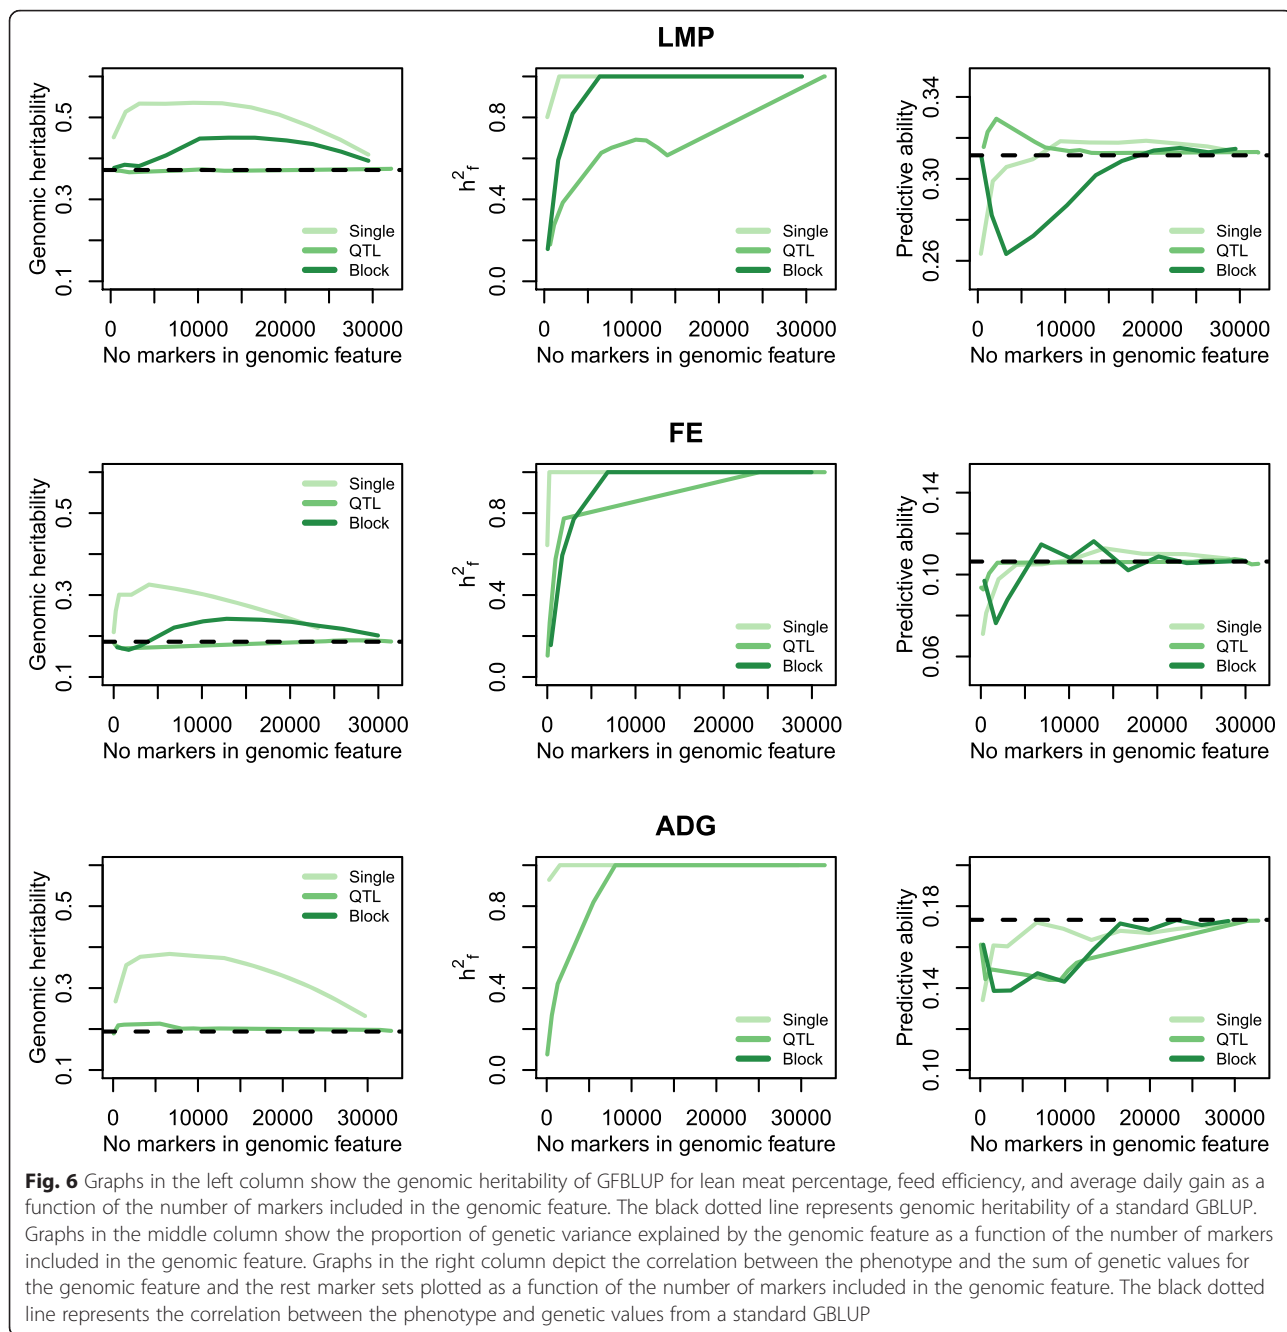 LMP
Genomic heritability
0.1 0.3 0.5
Single
QTL
Block
0 10000 20000 30000
No markers in genomic feature
h²f
0.0 0.4 0.8
Single
QTL
Block
0 10000 20000 30000
No markers in genomic feature
Predictive ability
0.26 0.30 0.34
Single
QTL
Block
0 10000 20000 30000
No markers in genomic feature
FE
Genomic heritability
0.1 0.3 0.5
Single
QTL
Block
0 10000 20000 30000
No markers in genomic feature
h²f
0.0 0.4 0.8
Single
QTL
Block
0 10000 20000 30000
No markers in genomic feature
Predictive ability
0.06 0.10 0.14
Single
QTL
Block
0 10000 20000 30000
No markers in genomic feature
ADG
Genomic heritability
0.1 0.3 0.5
Single
QTL
Block
0 10000 20000 30000
No markers in genomic feature
h²f
0.0 0.4 0.8
Single
QTL
Block
0 10000 20000 30000
No markers in genomic feature
Predictive ability
0.10 0.14 0.18
Single
QTL
Block
0 10000 20000 30000
No markers in genomic feature
Fig. 6 Graphs in the left column show the genomic heritability of GFBLUP for lean meat percentage, feed efficiency, and average daily gain as a
function of the number of markers included in the genomic feature. The black dotted line represents genomic heritability of a standard GBLUP.
Graphs in the middle column show the proportion of genetic variance explained by the genomic feature as a function of the number of markers
included in the genomic feature. Graphs in the right column depict the correlation between the phenotype and the sum of genetic values for
the genomic feature and the rest marker sets plotted as a function of the number of markers included in the genomic feature. The black dotted
line represents the correlation between the phenotype and genetic values from a standard GBLUP